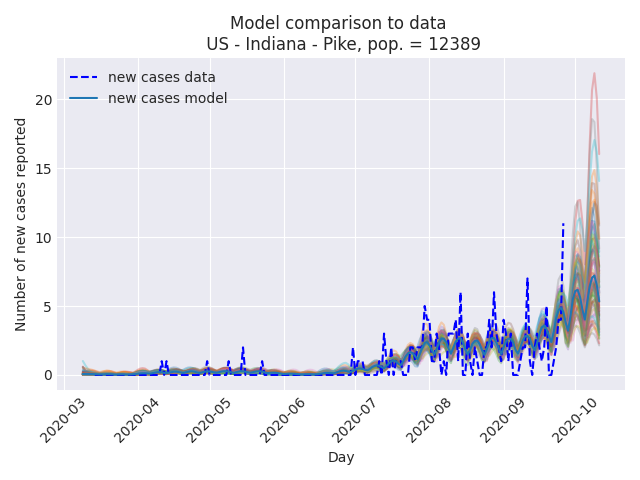 Model comparison to data
US - Indiana - Pike, pop. = 12389
new cases data
new cases model
Number of new cases reported
20
15
10
5
0
2020-03
2020-04
2020-05
2020-06
2020-07
2020-08
2020-09
2020-10
Day